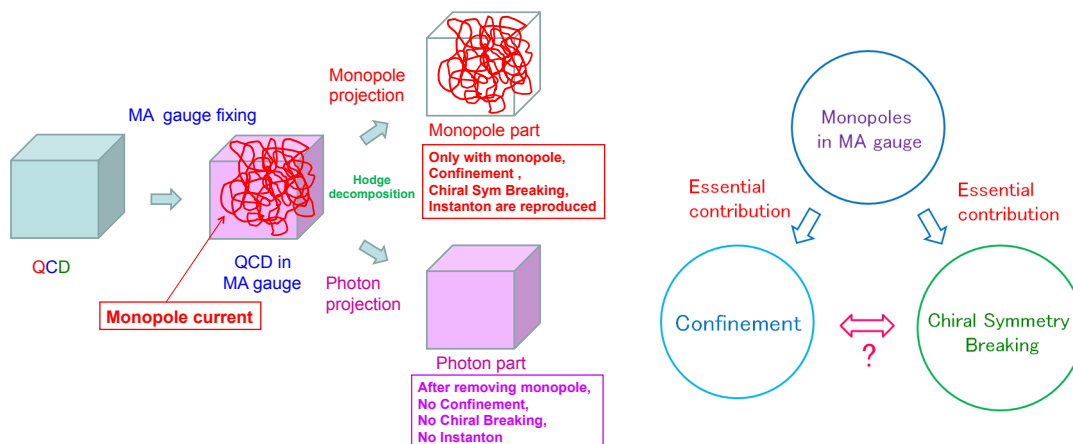 MA gauge fixing
QCD
Monopole current
QCD in
MA gauge
Hodge
decomposition
Monopole
projection
Monopole part
Only with monopole,
Confinement ,
Chiral Sym Breaking,
Instanton are reproduced
Photon
projection
Photon part
After removing monopole,
No Confinement,
No Chiral Breaking,
No Instanton
Monopoles
in MA gauge
Essential
contribution
Essential
contribution
Confinement
?
Chiral Symmetry
Breaking